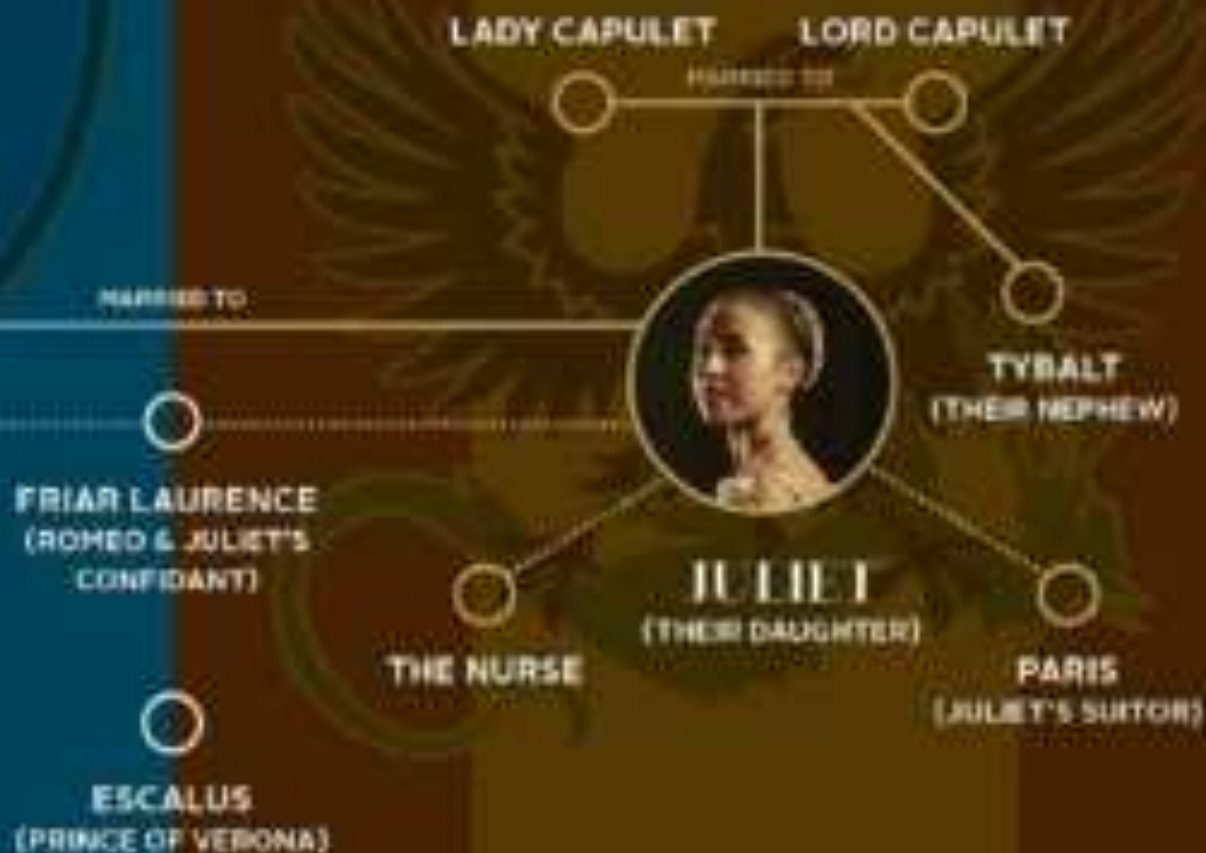 LADY CAPULET
LORD CAPULET
MARRIED TO
MARRIED TO
TYBALT
(THEIR NEPHEW)
FRIAR LAURENCE
(ROMEO & JULIET'S
CONFIDANT)
JULIET
(THEIR DAUGHTER)
THE NURSE
PARIS
(JULIET'S SUITOR)
ESCALUS
(PRINCE OF VERONA)